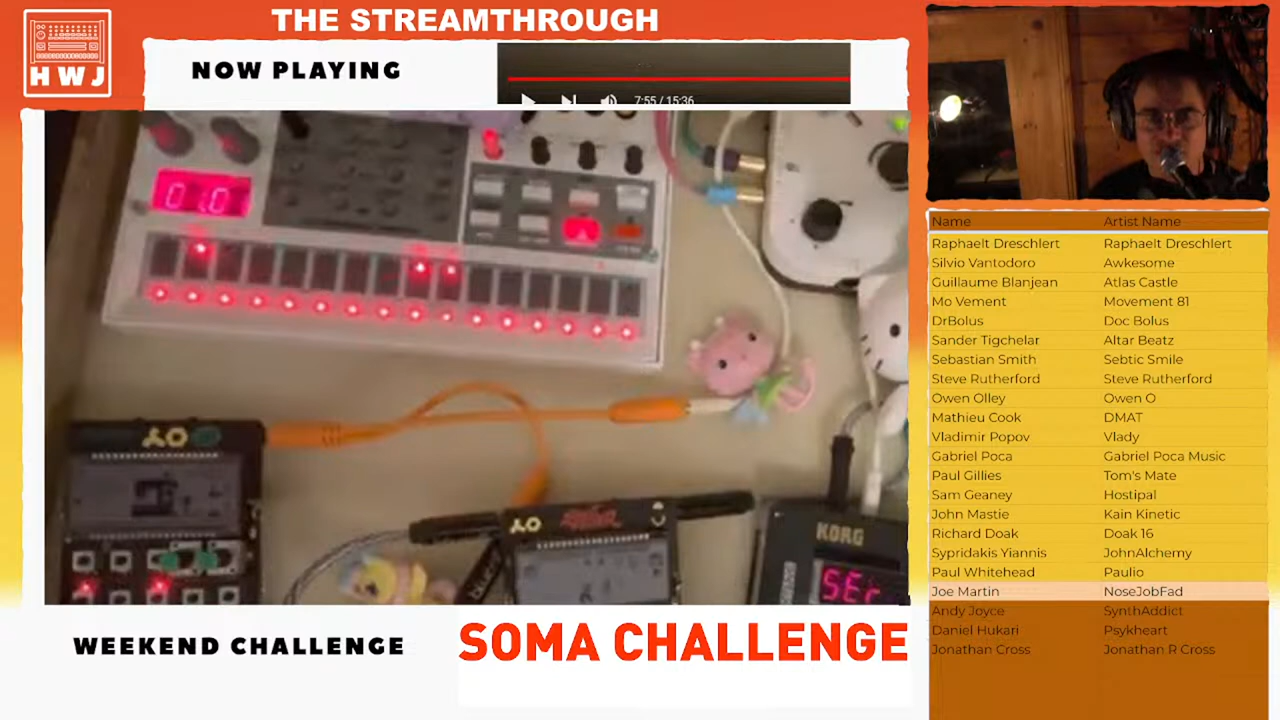 THE STREAMTHROUGH
HWJ
NOW PLAYING
7:55 / 15:36
Name Artist Name
Raphaelt Dreschlert Raphaelt Dreschlert
Silvio Vantodoro Awkesome
Guillaume Blanjean Atlas Castle
Mo Vement Movement 81
DrBolus Doc Bolus
Sander Tigchelar Altar Beatz
Sebastian Smith Sebtic Smile
Steve Rutherford Steve Rutherford
Owen Olley Owen O
Mathieu Cook DMAT
Vladimir Popov Vlady
Gabriel Poca Gabriel Poca Music
Paul Gillies Tom's Mate
Sam Geaney Hostipal
John Mastie Kain Kinetic
Richard Doak Doak 16
Sypridakis Yiannis JohnAlchemy
Paul Whitehead Paulio
Joe Martin NoseJobFad
Andy Joyce SynthAddict
Daniel Hukari Psykheart
Jonathan Cross Jonathan R Cross
01.0
KORG
SEC
WEEKEND CHALLENGE
SOMA CHALLENGE